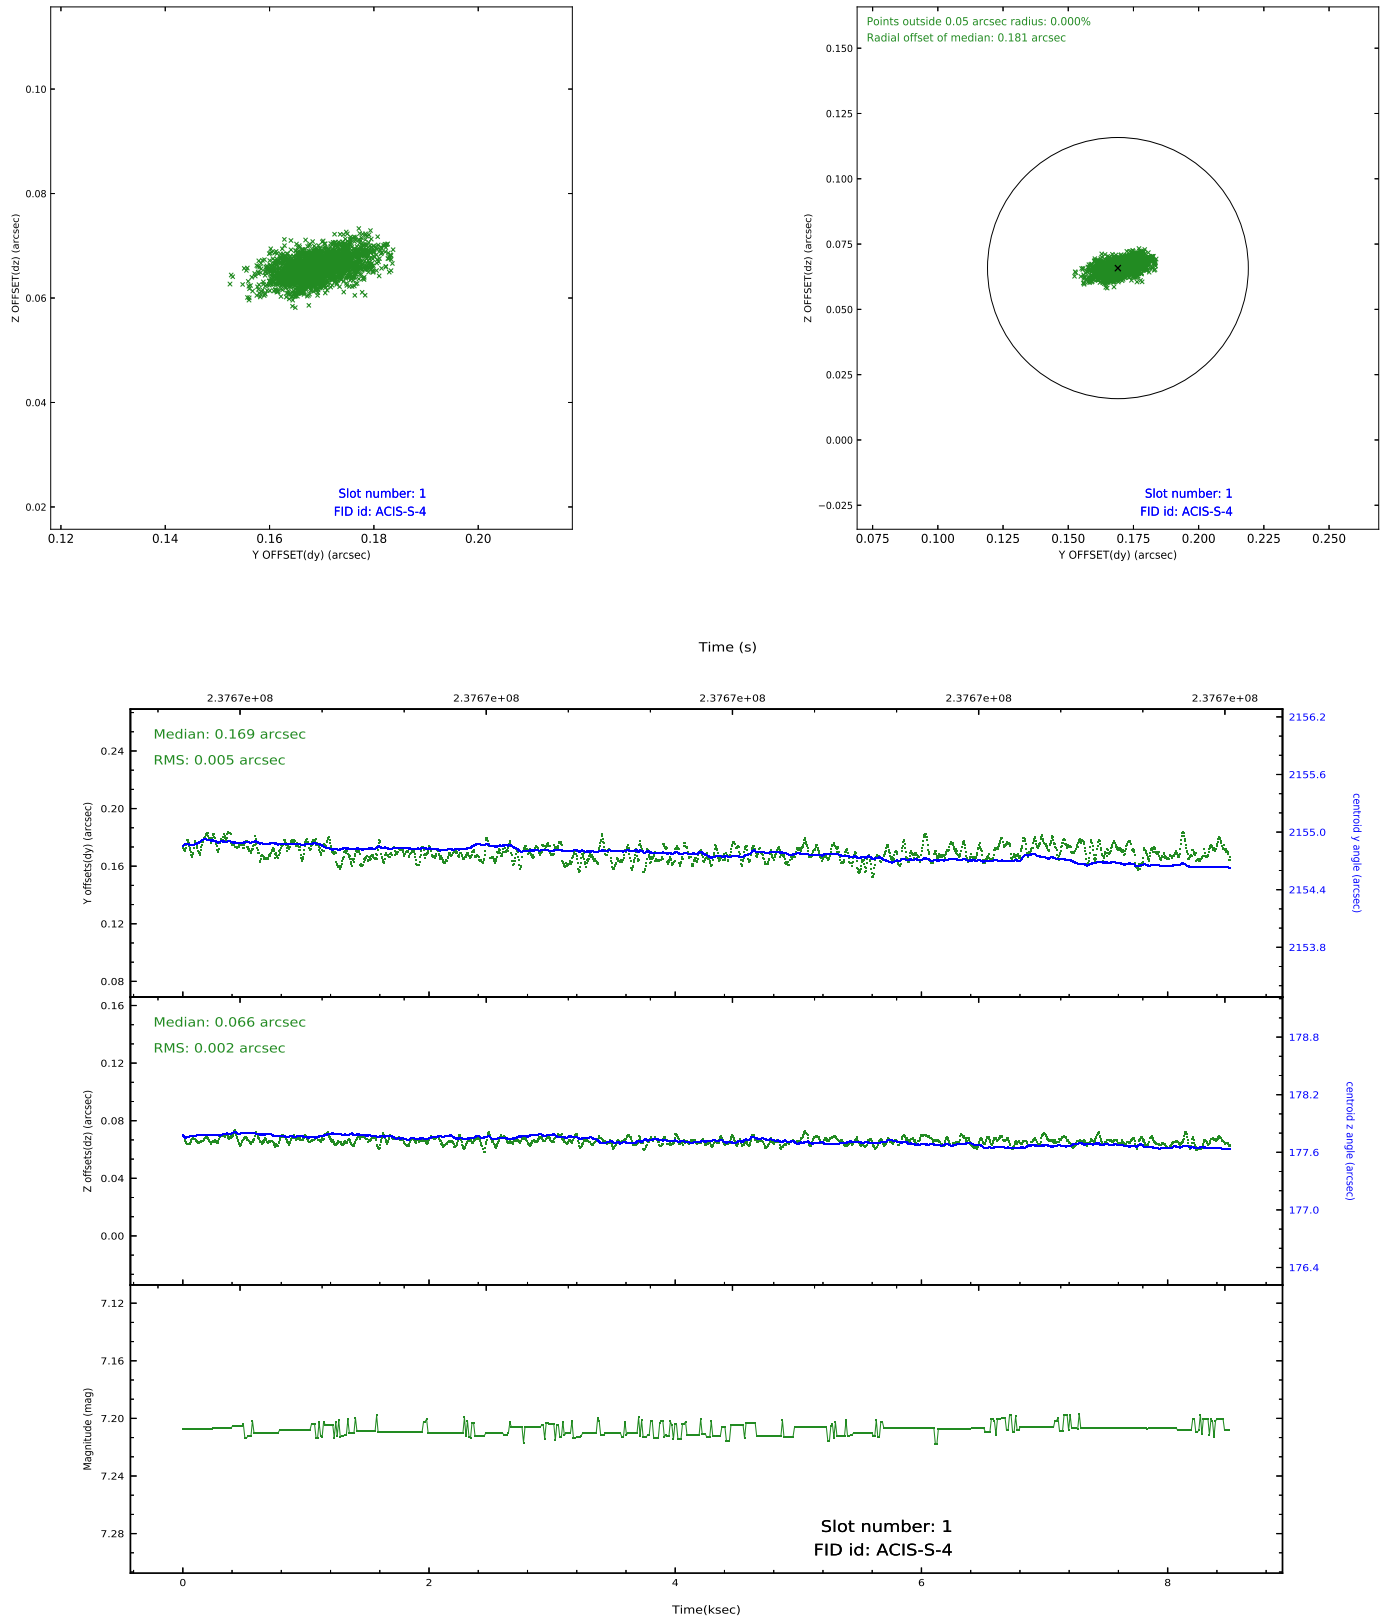 0.10
0.08
0.06
0.04
0.02
Z OFFSET(dz) (arcsec)
0.12 0.14 0.16 0.18 0.20
Y OFFSET(dy) (arcsec)
Slot number: 1
FID id: ACIS-S-4
Points outside 0.05 arcsec radius: 0.000%
Radial offset of median: 0.181 arcsec
0.150
0.125
0.100
0.075
0.050
0.025
0.000
−0.025
Z OFFSET(dz) (arcsec)
0.075 0.100 0.125 0.150 0.175 0.200 0.225 0.250
Y OFFSET(dy) (arcsec)
Slot number: 1
FID id: ACIS-S-4
Time (s)
2.3767e+08 2.3767e+08 2.3767e+08 2.3767e+08 2.3767e+08
Median: 0.169 arcsec
RMS: 0.005 arcsec
0.24
0.20
0.16
0.12
0.08
Y offsets(dy) (arcsec)
2156.2
2155.6
2155.0
2154.4
2153.8
centroid y angle (arcsec)
Median: 0.066 arcsec
RMS: 0.002 arcsec
0.16
0.12
0.08
0.04
0.00
Z offsets(dz) (arcsec)
178.8
178.2
177.6
177.0
176.4
centroid z angle (arcsec)
7.12
7.16
7.20
7.24
7.28
Magnitude (mag)
Slot number: 1
FID id: ACIS-S-4
0 2 4 6 8
Time(ksec)